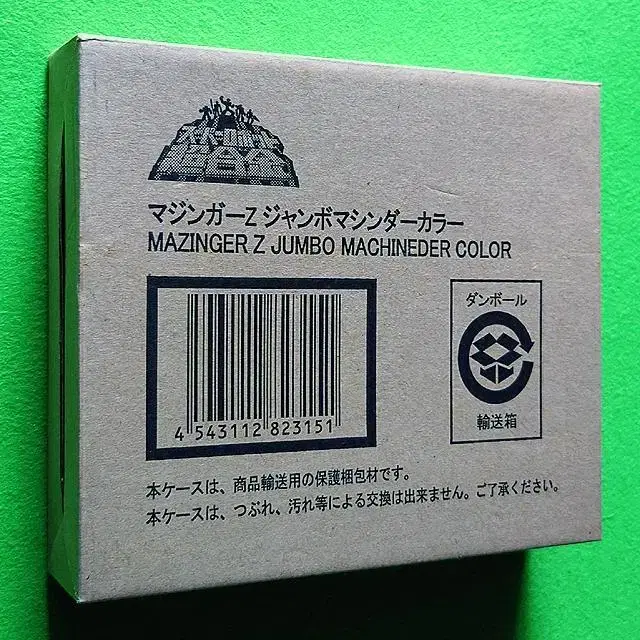 マジンガーZ ジャンボマシンダーカラー
MAZINGER Z JUMBO MACHINEDER COLOR
4 543112 823151
ダンボール
輸送箱
本ケースは、商品輸送用の保護梱包材です。
本ケースは、つぶれ、汚れ等による交換は出来ません。ご了承ください。